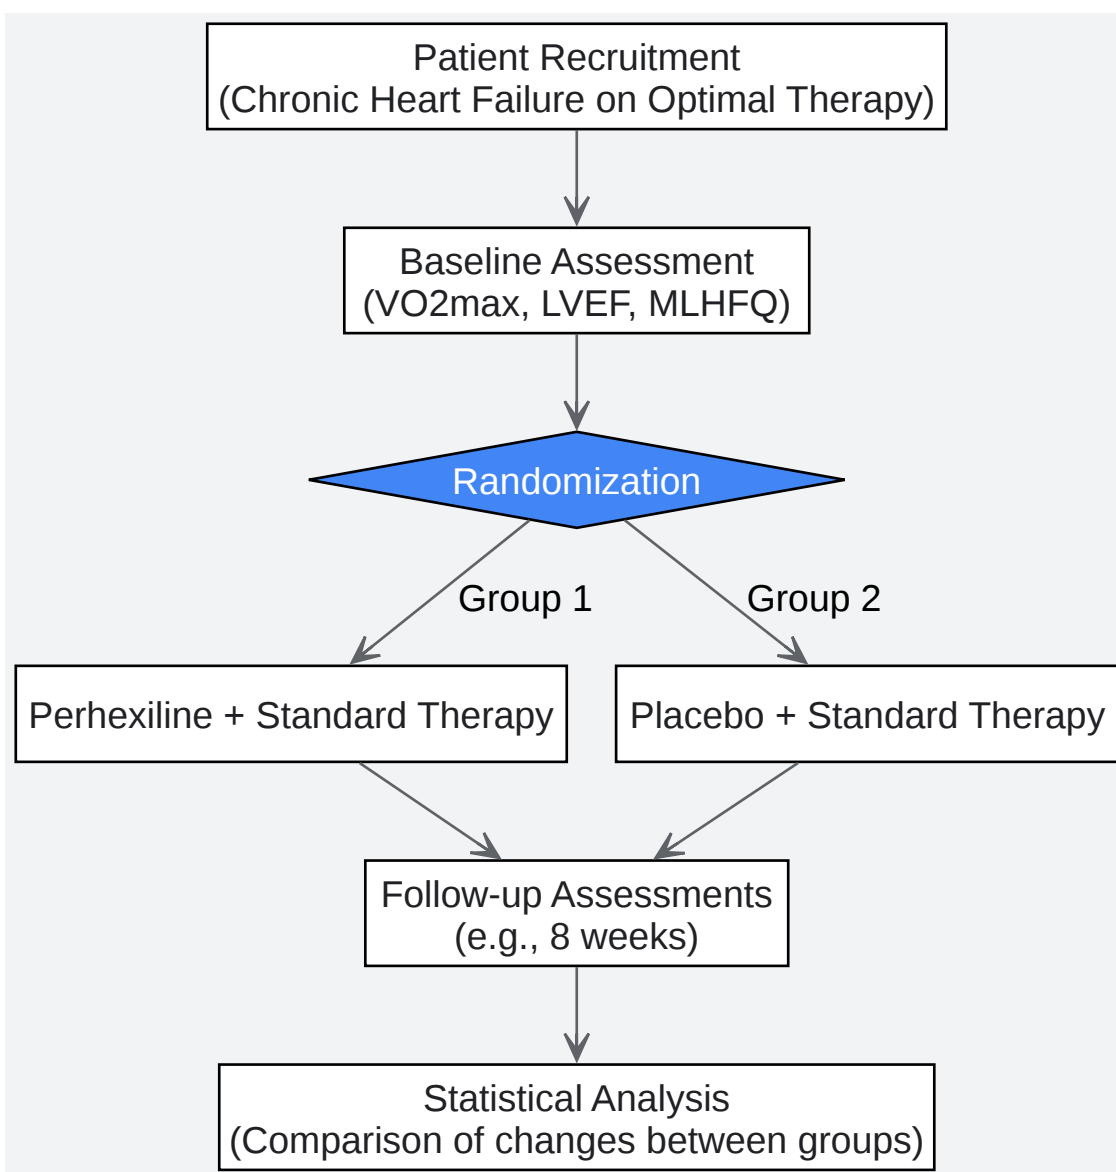 Patient Recruitment
(Chronic Heart Failure on Optimal Therapy)
Baseline Assessment
(VO2max, LVEF, MLHFQ)
Randomization
Group 1
Group 2
Perhexiline + Standard Therapy
Placebo + Standard Therapy
Follow-up Assessments
(e.g., 8 weeks)
Statistical Analysis
(Comparison of changes between groups)